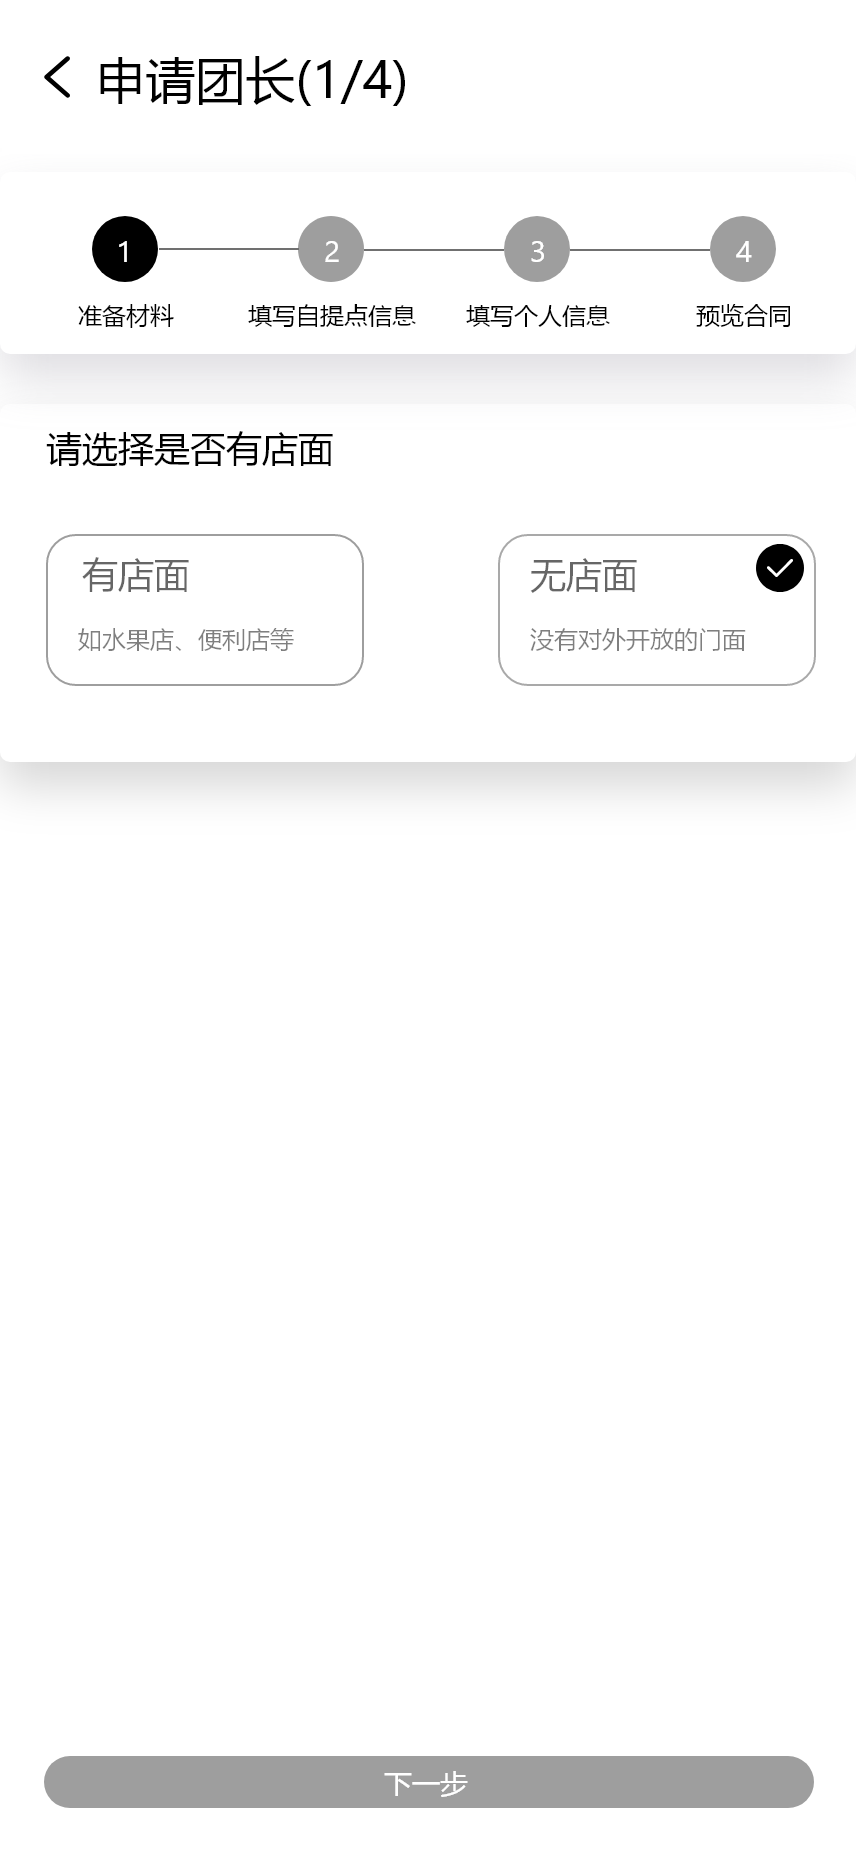 申请团长(1/4)
1 2 3 4
准备材料 填写自提点信息 填写个人信息 预览合同
请选择是否有店面
有店面
如水果店、便利店等
无店面
没有对外开放的门面
下一步